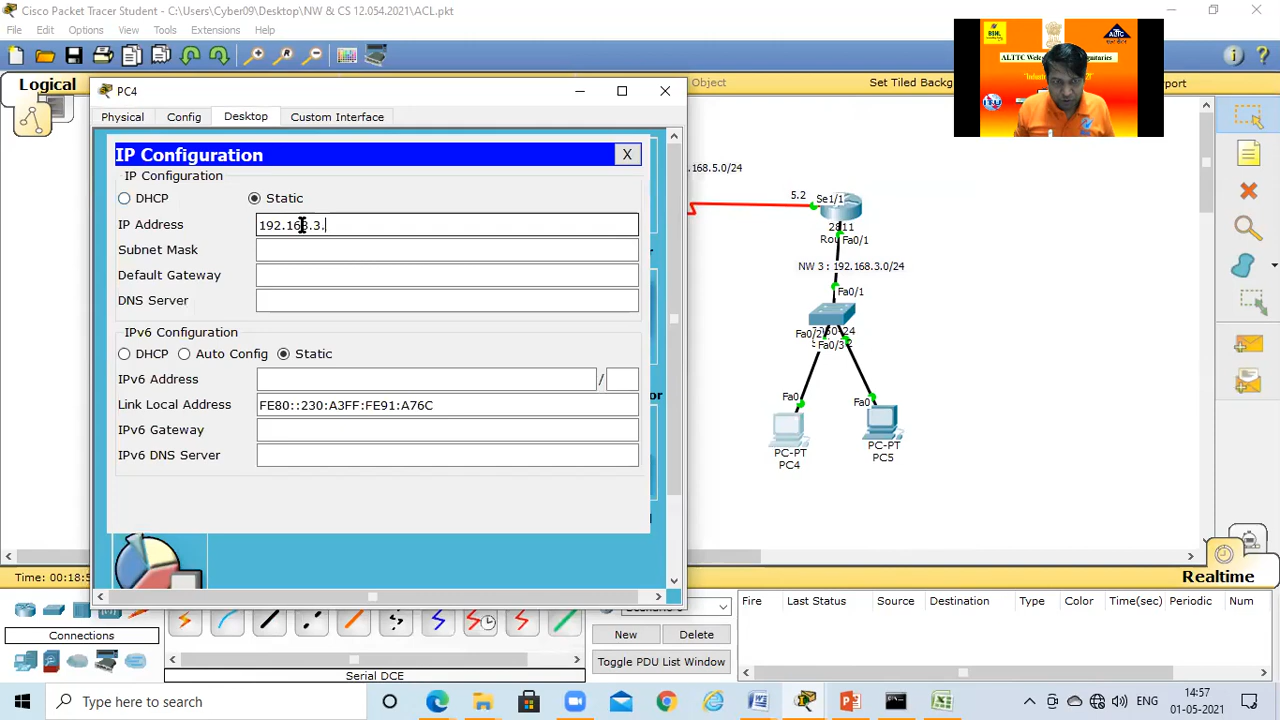 Cisco Packet Tracer Student - C:\Users\Cyber09\Desktop\NW & CS 12.054.2021\ACL.pkt
File Edit Options View Tools Extensions Help
BSNL
ALTTC
ITU
Logical
Object
Set Tiled Backg
port
PC4
Physical Config Desktop Custom Interface
IP Configuration
X
IP Configuration
DHCP Static
IP Address 192.168.3.
Subnet Mask
Default Gateway
DNS Server
IPv6 Configuration
DHCP Auto Config Static
IPv6 Address /
Link Local Address FE80::230:A3FF:FE91:A76C
IPv6 Gateway
IPv6 DNS Server
.168.5.0/24
5.2 Se1/1
2811
Rou Fa0/1
NW 3 : 192.168.3.0/24
Fa0/1
Fa0/2
Fa0/3
Fa0 Fa0
PC-PT
PC4
PC-PT
PC5
Time: 00:18:5
Realtime
Fire Last Status Source Destination Type Color Time(sec) Periodic Num
Connections
New Delete
Toggle PDU List Window
Serial DCE
Type here to search
ENG
14:57
01-05-2021